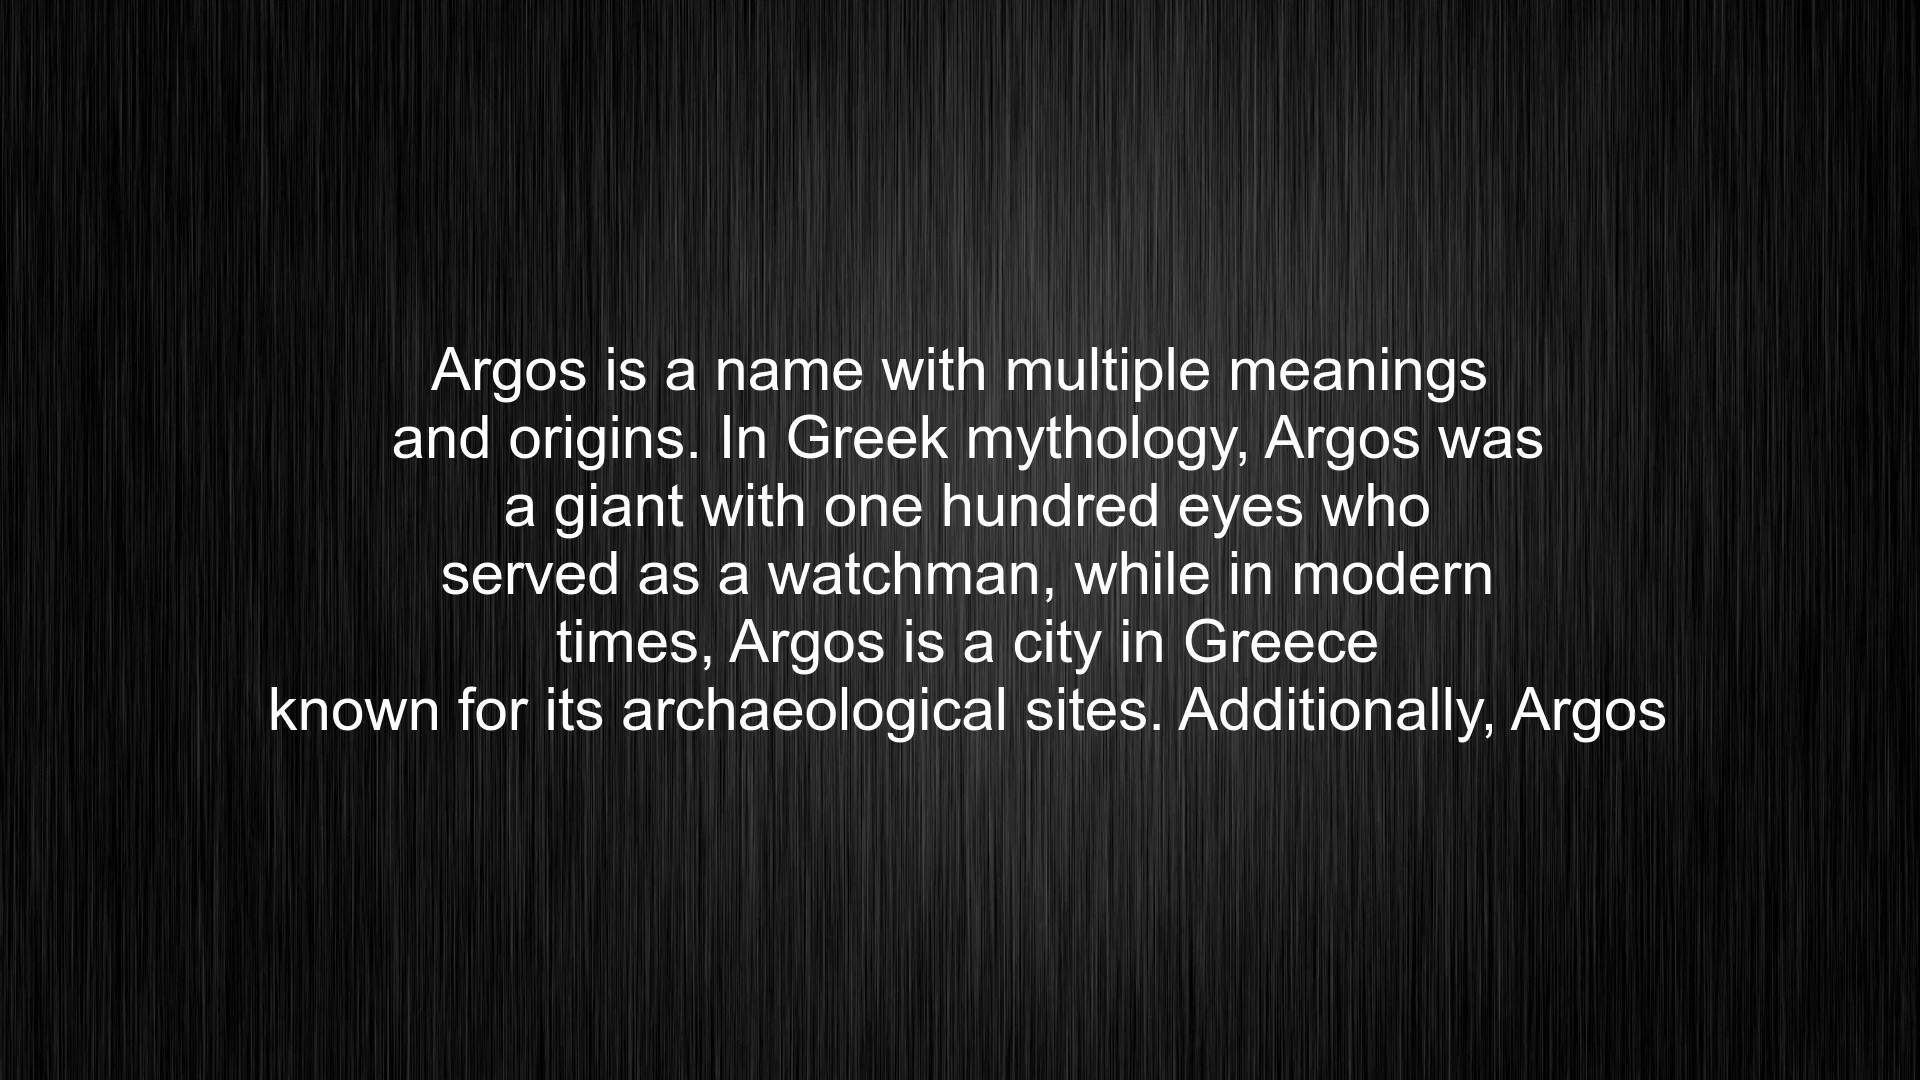 Argos is a name with multiple meanings
and origins. In Greek mythology, Argos was
a giant with one hundred eyes who
served as a watchman, while in modern
times, Argos is a city in Greece
known for its archaeological sites. Additionally, Argos